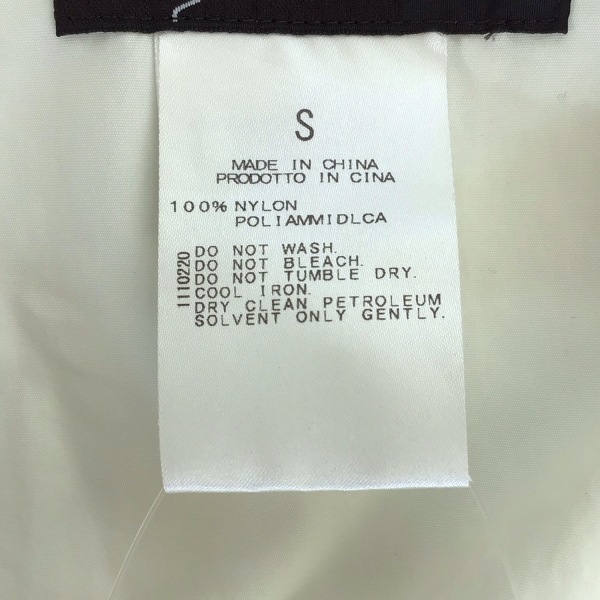 S
MADE IN CHINA
PRODOTTO IN CINA
100% NYLON
POLIAMMIDLCA
1110220
DO NOT WASH.
DO NOT BLEACH.
DO NOT TUMBLE DRY.
COOL IRON.
DRY CLEAN PETROLEUM
SOLVENT ONLY GENTLY.